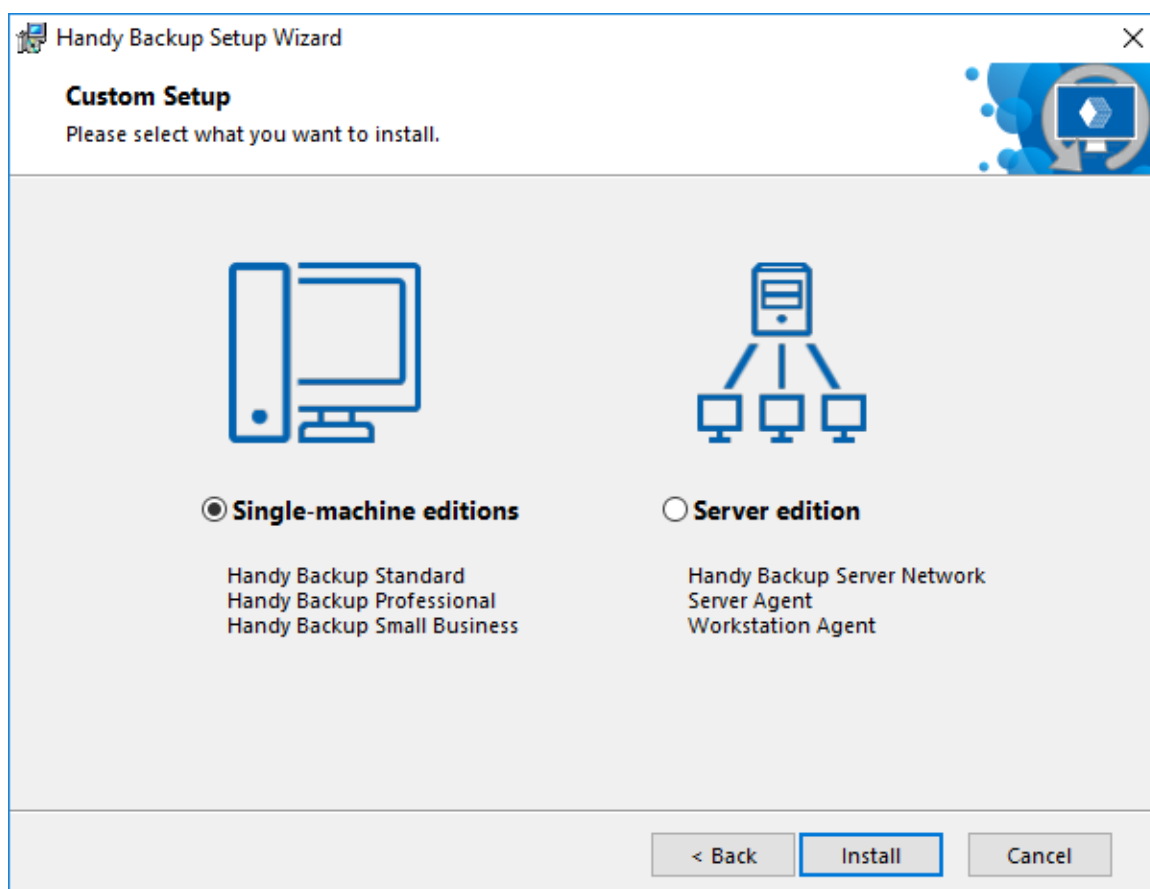 Handy Backup Setup Wizard
Custom Setup
Please select what you want to install.
Single-machine editions
Handy Backup Standard
Handy Backup Professional
Handy Backup Small Business
Server edition
Handy Backup Server Network
Server Agent
Workstation Agent
< Back
Install
Cancel